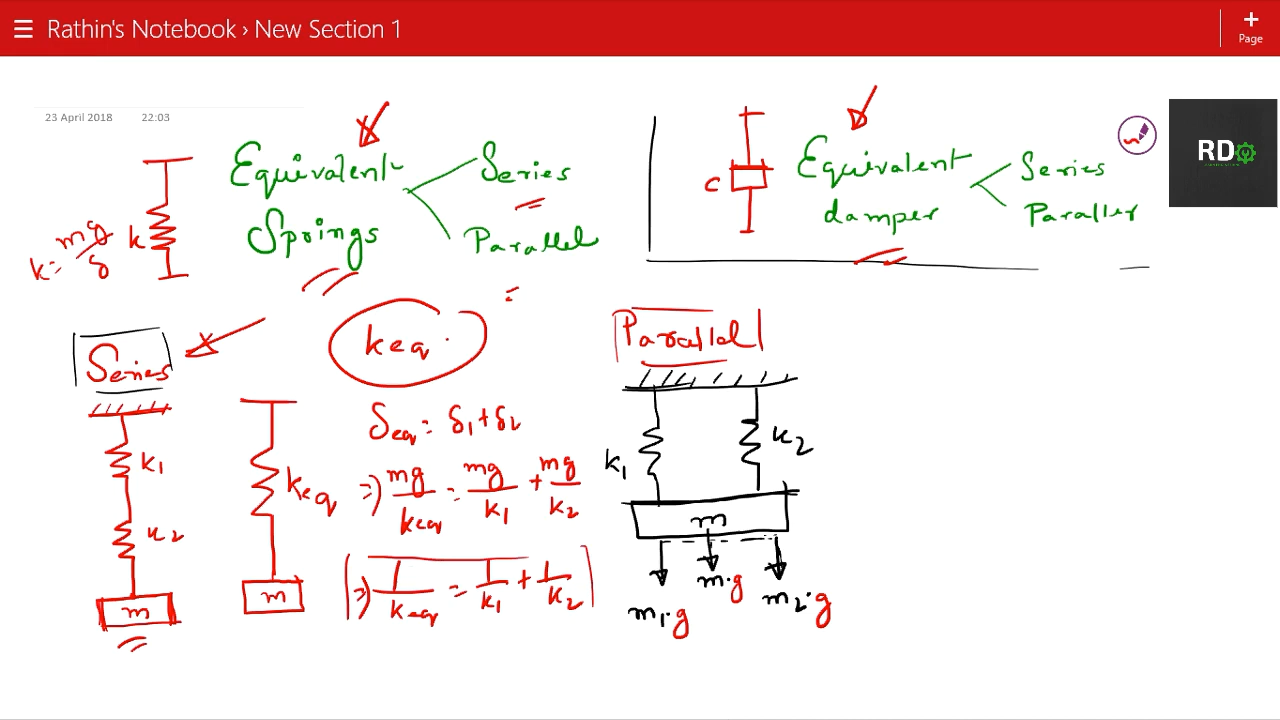 Rathin's Notebook › New Section 1
+
Page
23 April 2018 22:03
RD
Equivalent Springs
Series
Parallel
k = mg/δ
k
c
Equivalent damper
Series
Parallel
Series
keq.
Parallel
k1
k2
m
keq
m
δeq = δ1 + δ2
⇒ mg/keq = mg/k1 + mg/k2
⇒ 1/keq = 1/k1 + 1/k2
k1
k2
m
m1.g
m.g
m2.g